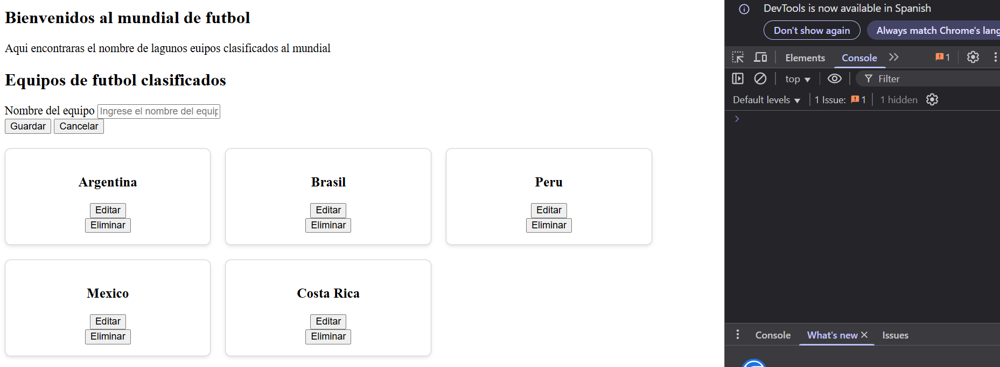 Bienvenidos al mundial de futbol
Aqui encontraras el nombre de lagunos euipos clasificados al mundial
Equipos de futbol clasificados
Nombre del equipo Ingrese el nombre del equip
Guardar Cancelar
Argentina
Editar
Eliminar
Brasil
Editar
Eliminar
Peru
Editar
Eliminar
Mexico
Editar
Eliminar
Costa Rica
Editar
Eliminar
DevTools is now available in Spanish
Don't show again Always match Chrome's lang
Elements Console 1
top Filter
Default levels 1 Issue: 1 1 hidden
Console What's new Issues